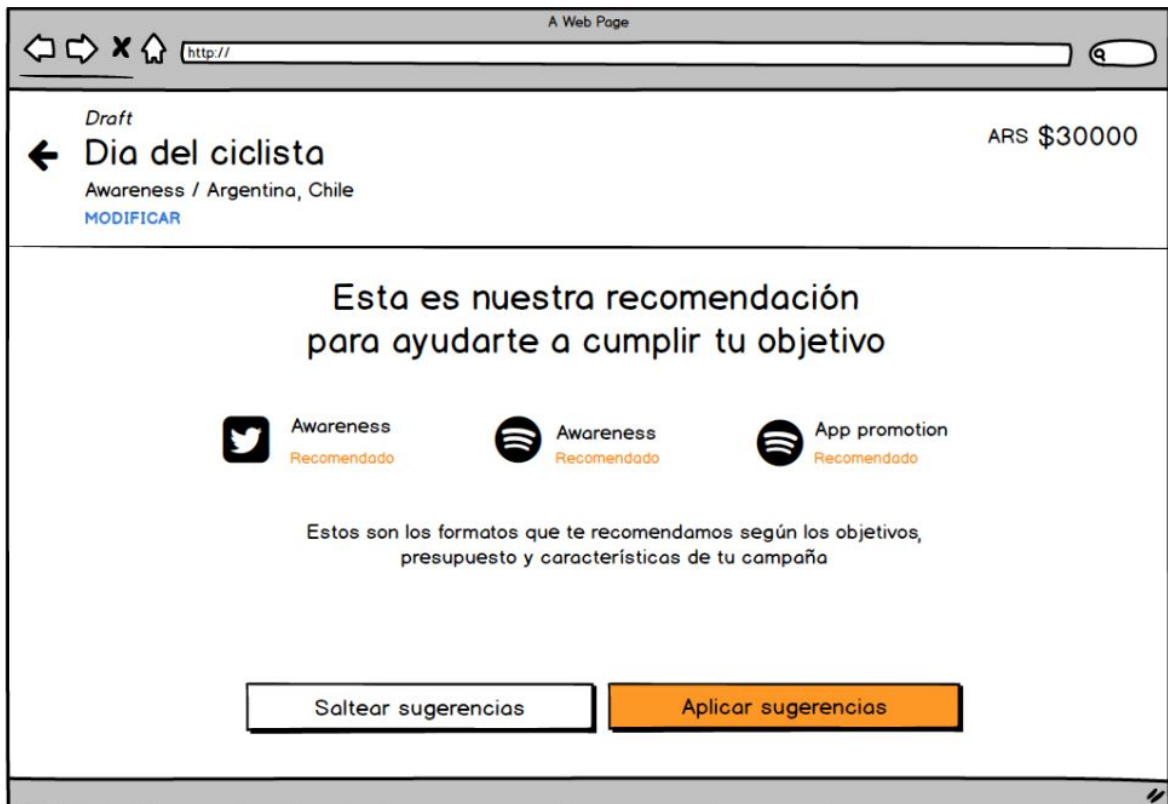 A Web Page
http://
Draft
Dia del ciclista
ARS $30000
Awareness / Argentina, Chile
MODIFICAR
Esta es nuestra recomendación
para ayudarte a cumplir tu objetivo
Awareness
Recomendado
Awareness
Recomendado
App promotion
Recomendado
Estos son los formatos que te recomendamos según los objetivos,
presupuesto y características de tu campaña
Saltear sugerencias
Aplicar sugerencias